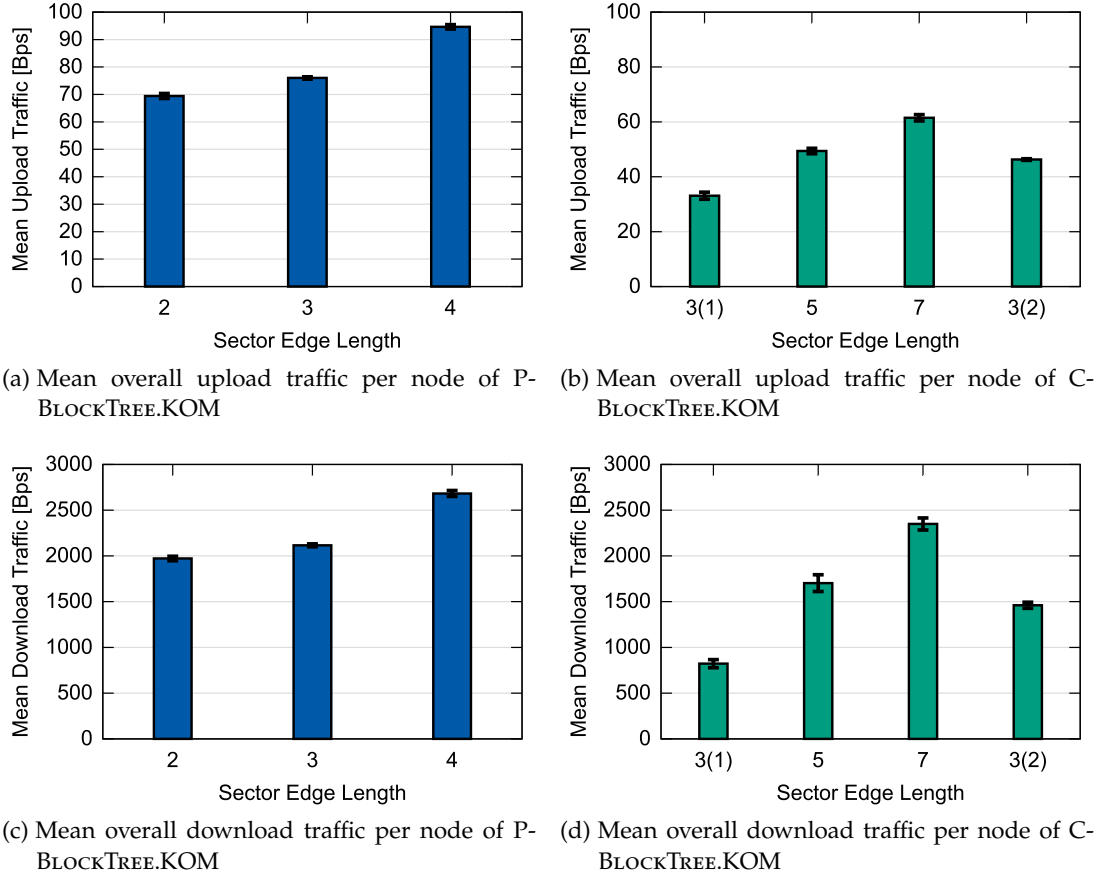 100
90
80
70
60
50
40
30
20
10
0
Mean Upload Traffic [Bps]
2 3 4
Sector Edge Length
(a) Mean overall upload traffic per node of P-
BLOCKTREE.KOM
100
80
60
40
20
0
Mean Upload Traffic [Bps]
3(1) 5 7 3(2)
Sector Edge Length
(b) Mean overall upload traffic per node of C-
BLOCKTREE.KOM
3000
2500
2000
1500
1000
500
0
Mean Download Traffic [Bps]
2 3 4
Sector Edge Length
(c) Mean overall download traffic per node of P-
BLOCKTREE.KOM
3000
2500
2000
1500
1000
500
0
Mean Download Traffic [Bps]
3(1) 5 7 3(2)
Sector Edge Length
(d) Mean overall download traffic per node of C-
BLOCKTREE.KOM